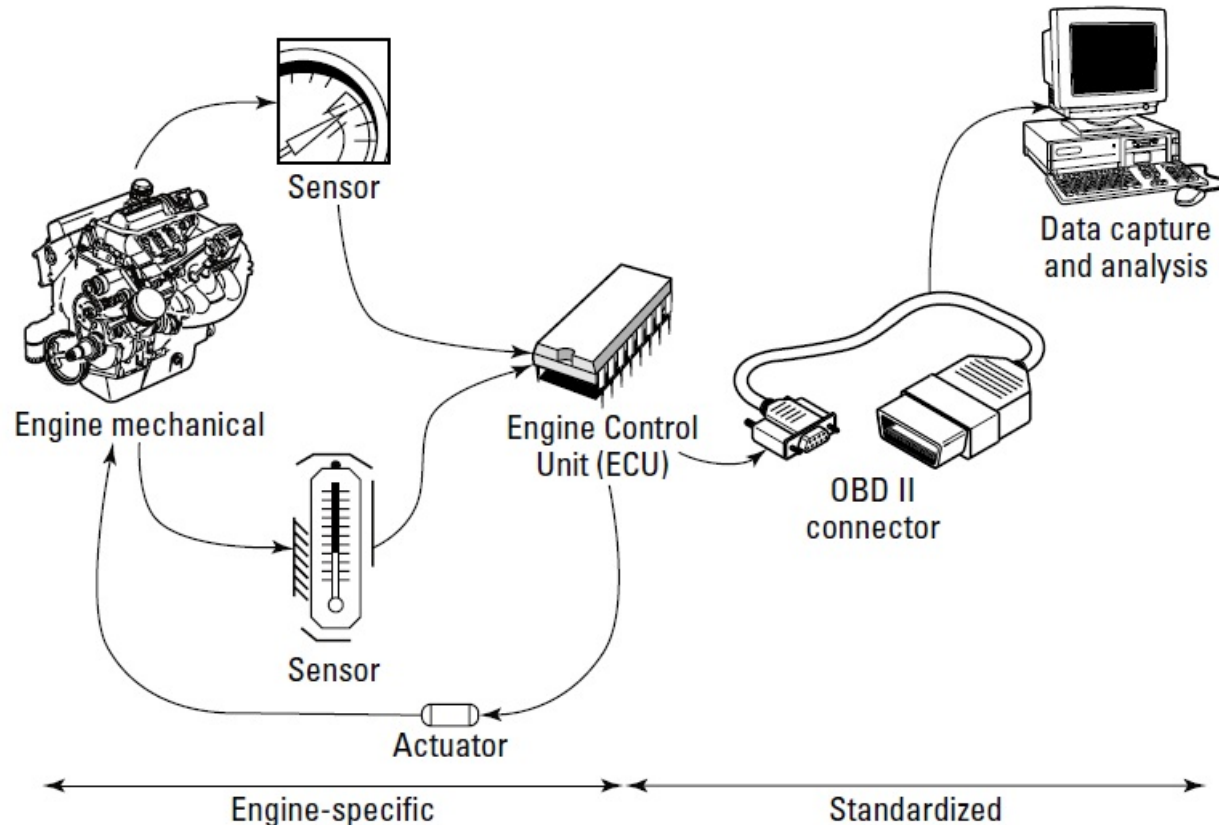 Sensor
Data capture
and analysis
Engine mechanical
Engine Control
Unit (ECU)
OBD II
connector
Sensor
Actuator
Engine-specific
Standardized